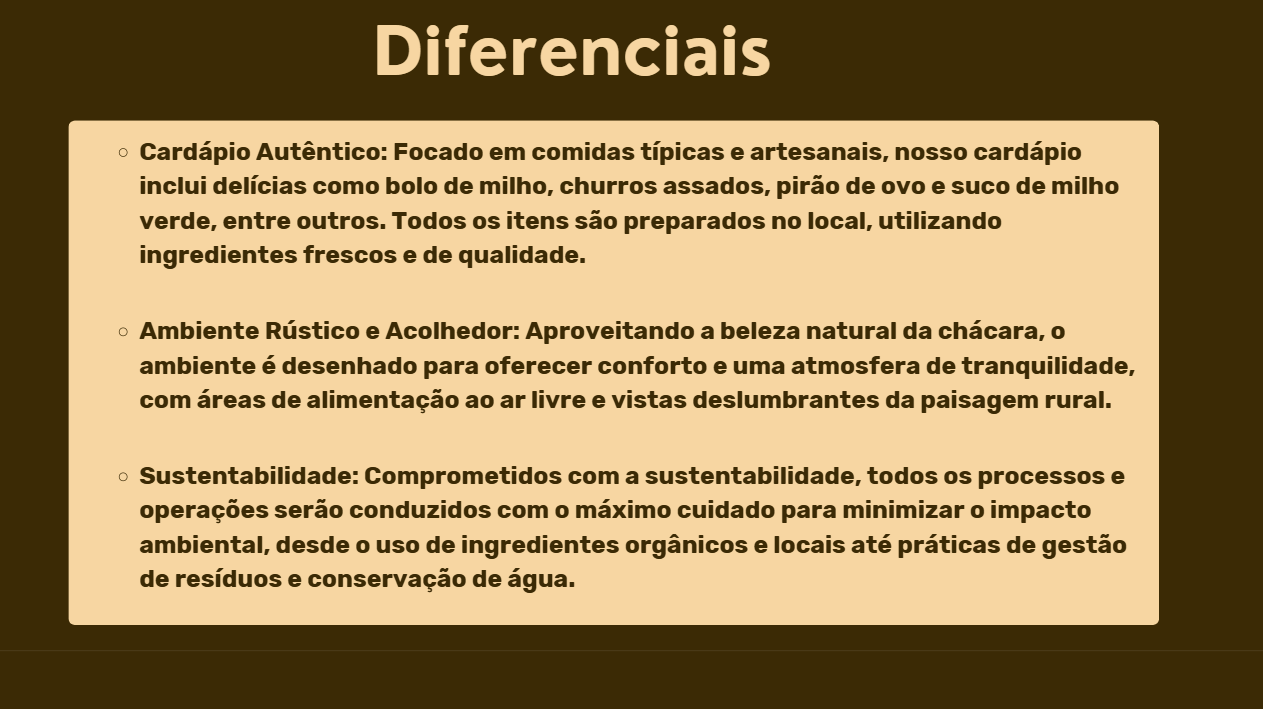 Diferenciais
Cardápio Autêntico: Focado em comidas típicas e artesanais, nosso cardápio
inclui delícias como bolo de milho, churros assados, pirão de ovo e suco de milho
verde, entre outros. Todos os itens são preparados no local, utilizando
ingredientes frescos e de qualidade.
Ambiente Rústico e Acolhedor: Aproveitando a beleza natural da chácara, o
ambiente é desenhado para oferecer conforto e uma atmosfera de tranquilidade,
com áreas de alimentação ao ar livre e vistas deslumbrantes da paisagem rural.
Sustentabilidade: Comprometidos com a sustentabilidade, todos os processos e
operações serão conduzidos com o máximo cuidado para minimizar o impacto
ambiental, desde o uso de ingredientes orgânicos e locais até práticas de gestão
de resíduos e conservação de água.